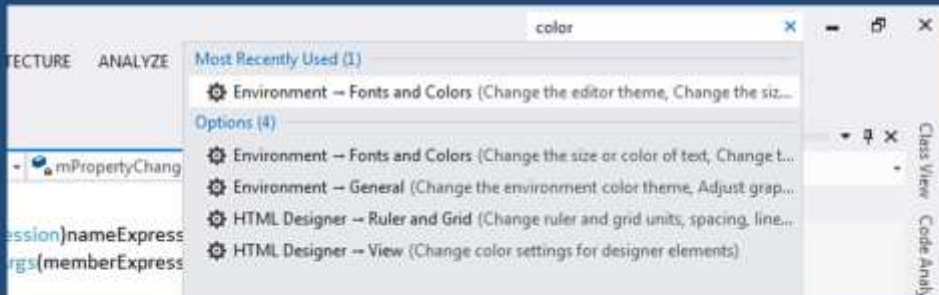 color
TECTURE ANALYZE
Most Recently Used (1)
Environment → Fonts and Colors (Change the editor theme, Change the siz...
Options (4)
Environment → Fonts and Colors (Change the size or color of text, Change t...
Environment → General (Change the environment color theme, Adjust grap...
HTML Designer → Ruler and Grid (Change ruler and grid units, spacing, line...
HTML Designer → View (Change color settings for designer elements)
mPropertyChang
ession)nameExpress
rgs(memberExpress
Class View
Code Analy